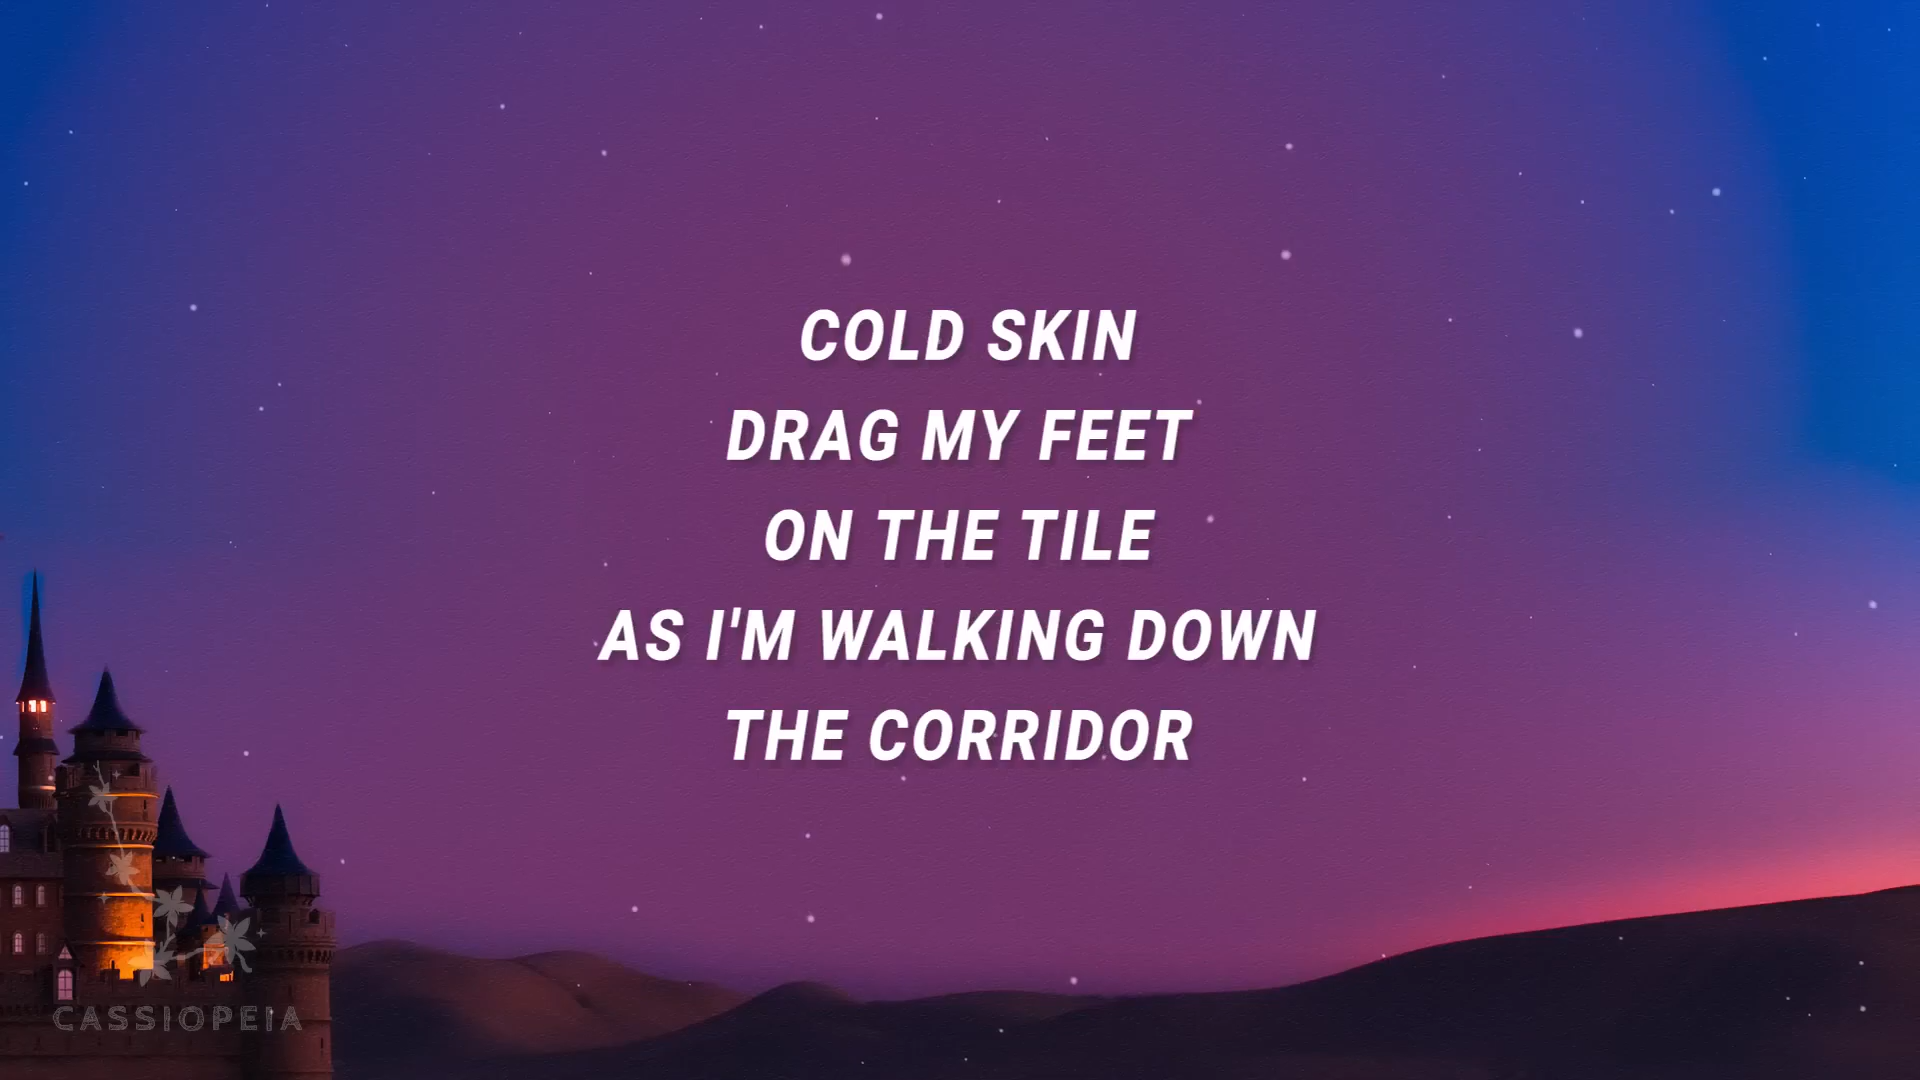 COLD SKIN
DRAG MY FEET
ON THE TILE
AS I'M WALKING DOWN
THE CORRIDOR
CASSIOPEIA